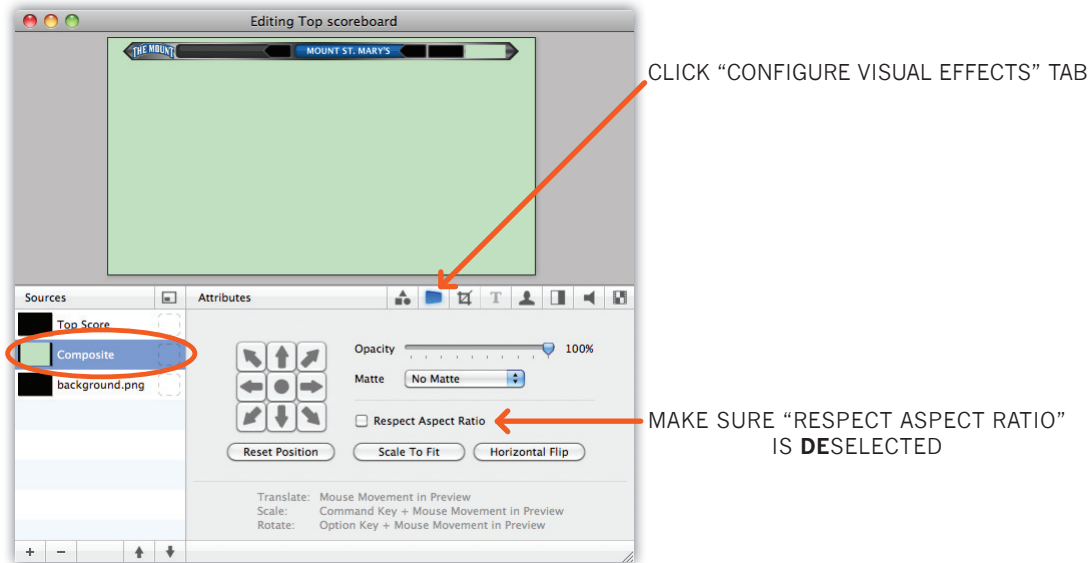 Editing Top scoreboard
THE MOUNT
MOUNT ST. MARY'S
CLICK “CONFIGURE VISUAL EFFECTS” TAB
Sources
Attributes
T
Top Score
Composite
background.png
Opacity
100%
Matte
No Matte
Respect Aspect Ratio
MAKE SURE “RESPECT ASPECT RATIO”
IS DESELECTED
Reset Position
Scale To Fit
Horizontal Flip
Translate: Mouse Movement in Preview
Scale: Command Key + Mouse Movement in Preview
Rotate: Option Key + Mouse Movement in Preview
+ −